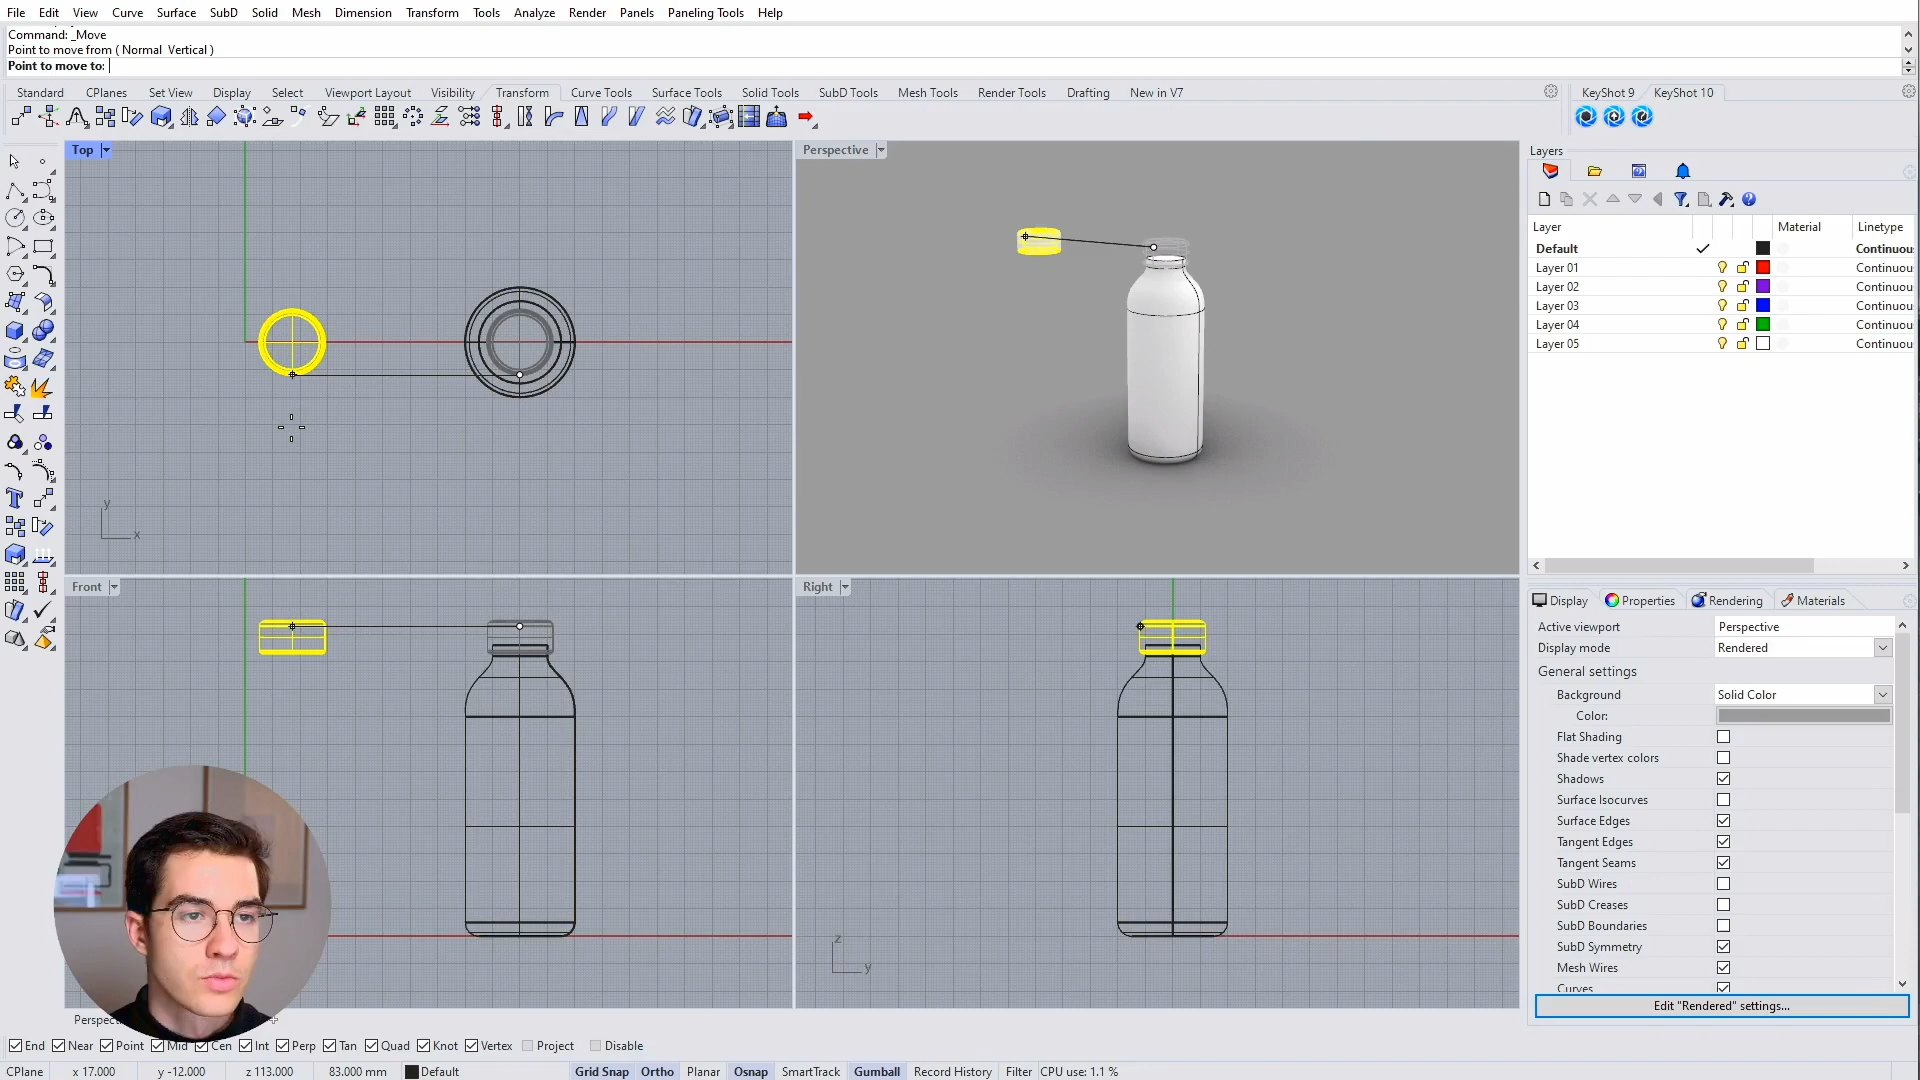 File Edit View Curve Surface SubD Solid Mesh Dimension Transform Tools Analyze Render Panels Paneling Tools Help
Command: _Move
Point to move from ( Normal Vertical )
Point to move to:
Standard CPlanes Set View Display Select Viewport Layout Visibility Transform Curve Tools Surface Tools Solid Tools SubD Tools Mesh Tools Render Tools Drafting New in V7
KeyShot 9 KeyShot 10
Top
Perspective
Layers
Layer Material Linetype
Default Continuou
Layer 01 Continuou
Layer 02 Continuou
Layer 03 Continuou
Layer 04 Continuou
Layer 05 Continuou
y
x
Front
Right
z
y
Display Properties Rendering Materials
Active viewport Perspective
Display mode Rendered
General settings
Background Solid Color
Color:
Flat Shading
Shade vertex colors
Shadows
Surface Isocurves
Surface Edges
Tangent Edges
Tangent Seams
SubD Wires
SubD Creases
SubD Boundaries
SubD Symmetry
Mesh Wires
Curves
Edit "Rendered" settings...
Perspec
End Near Point Mid Cen Int Perp Tan Quad Knot Vertex Project Disable
CPlane x 17.000 y -12.000 z 113.000 83.000 mm Default Grid Snap Ortho Planar Osnap SmartTrack Gumball Record History Filter CPU use: 1.1 %